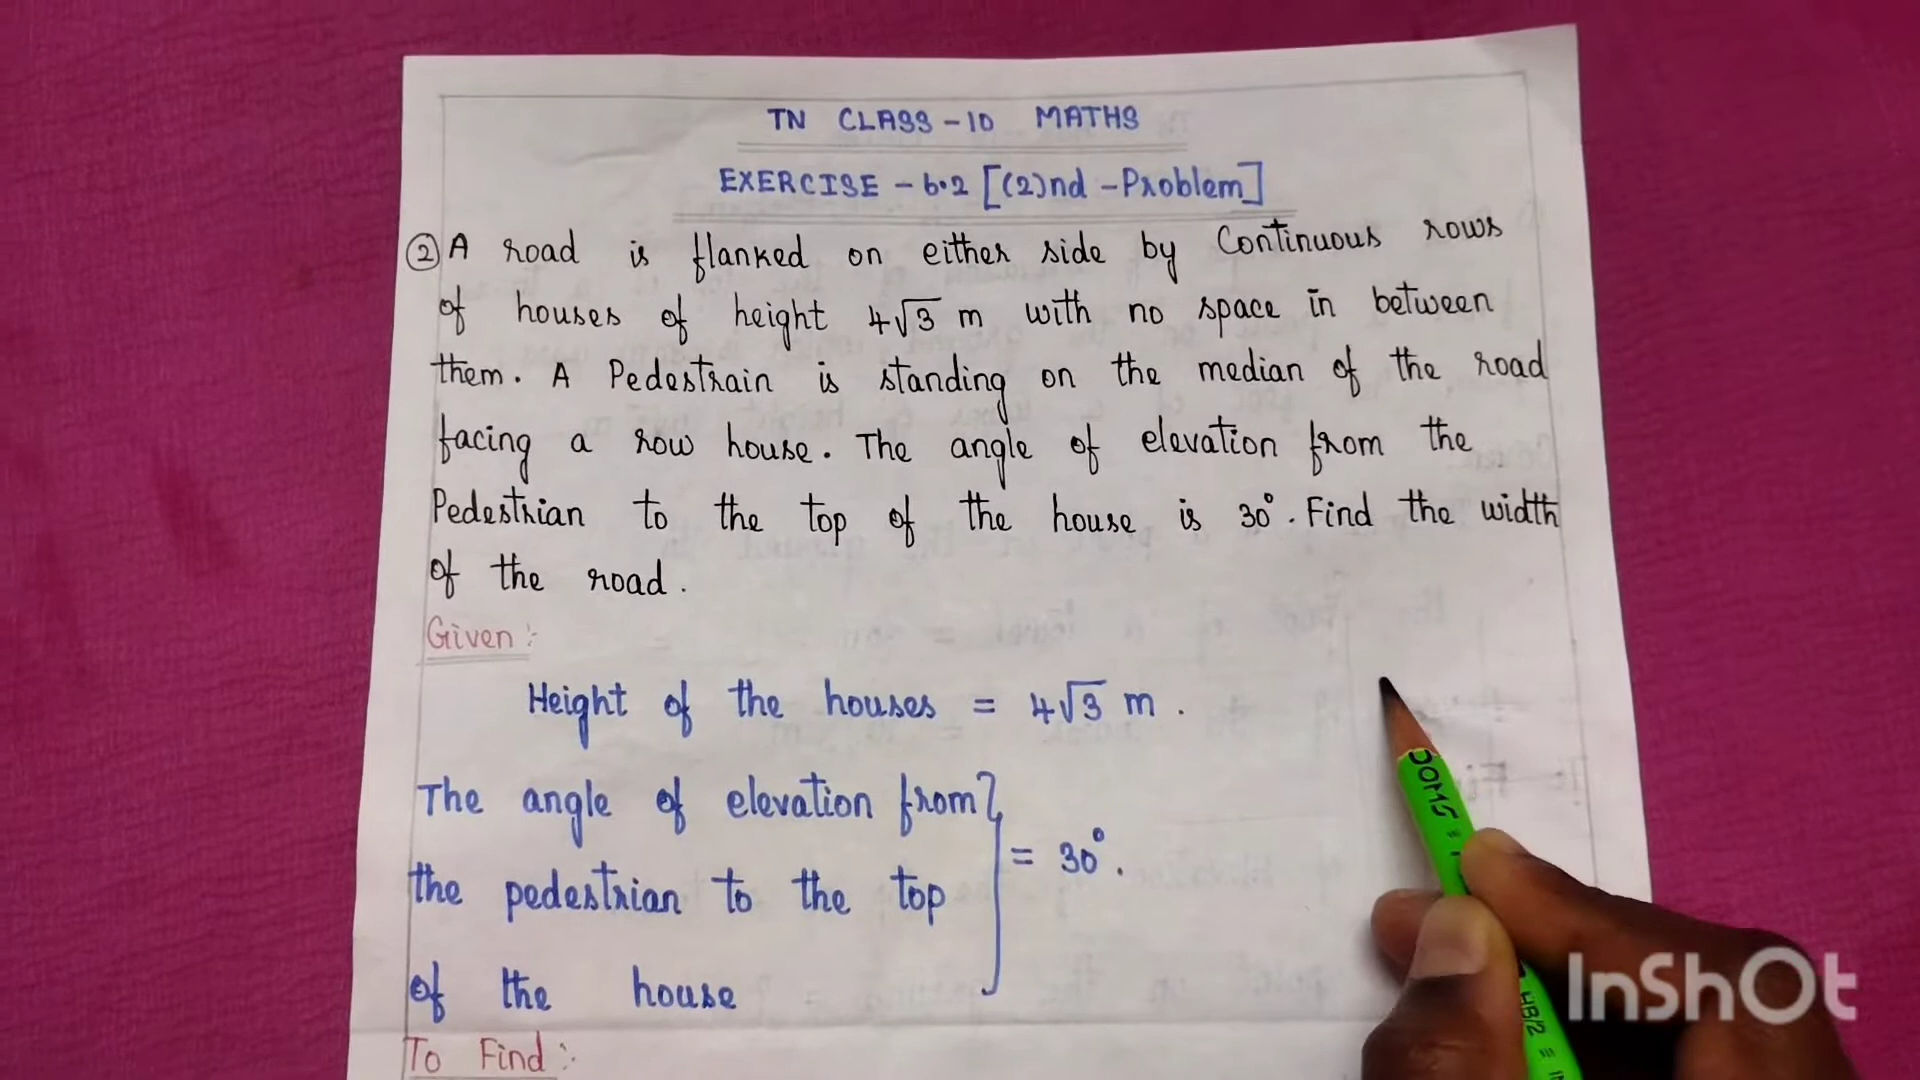 TN CLASS-10 MATHS
EXERCISE - 6.2 [(2)nd - Problem]
② A road is flanked on either side by Continuous rows
of houses of height 4√3 m with no space in between
them. A Pedestrain is standing on the median of the road
facing a row house. The angle of elevation from the
Pedestrian to the top of the house is 30°. Find the width
of the road.
Given :-
Height of the houses = 4√3 m.
The angle of elevation from
the pedestrian to the top
of the house
= 30°.
To Find :-
DOMS
HB/2
InShOt